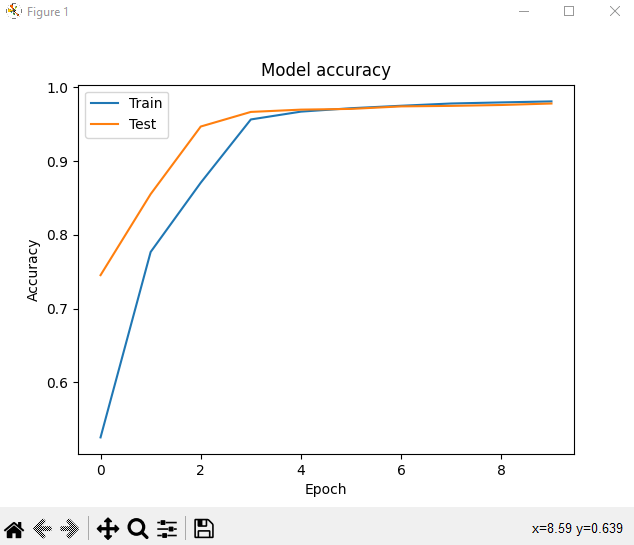 Figure 1
Model accuracy
Train
Test
1.0
0.9
0.8
0.7
0.6
Accuracy
0 2 4 6 8
Epoch
x=8.59 y=0.639